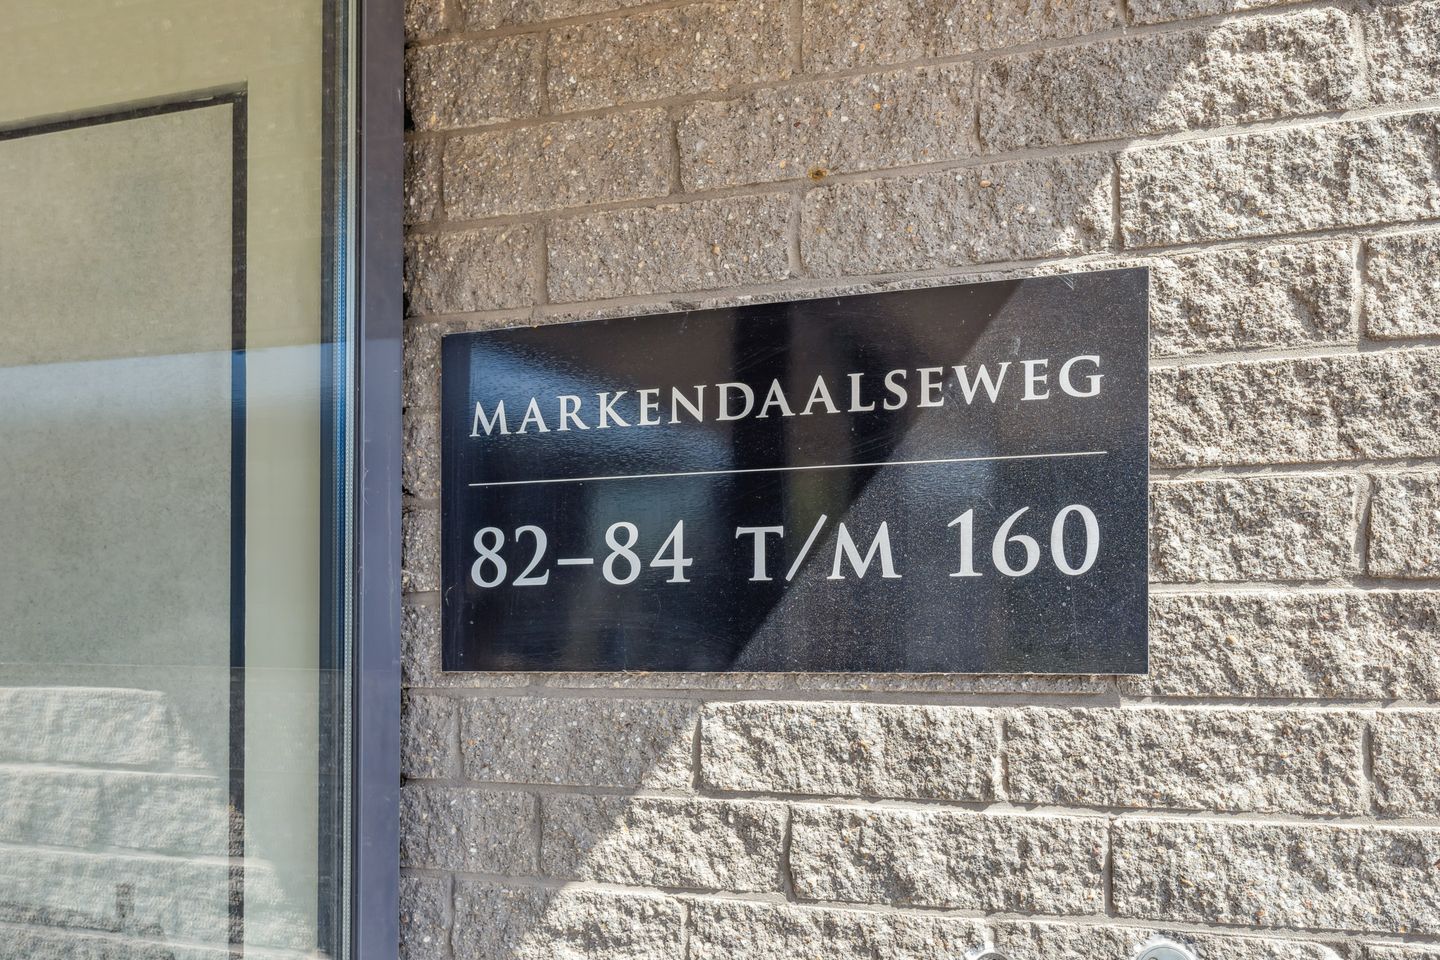 MARKENDAALSEWEG
82-84 T/M 160